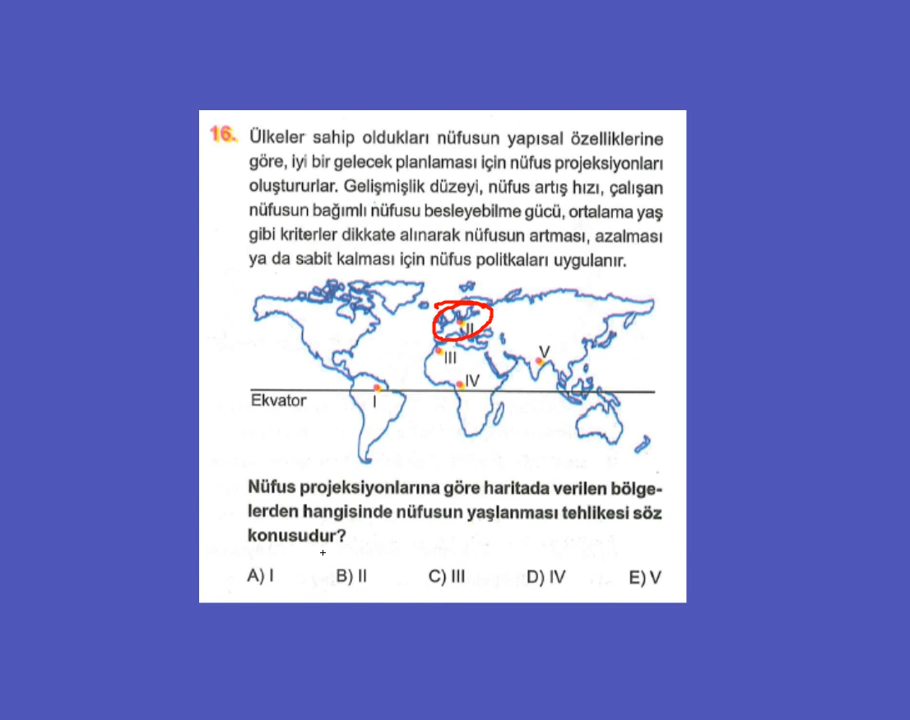 16. Ülkeler sahip oldukları nüfusun yapısal özelliklerine
göre, iyi bir gelecek planlaması için nüfus projeksiyonları
oluştururlar. Gelişmişlik düzeyi, nüfus artış hızı, çalışan
nüfusun bağımlı nüfusu besleyebilme gücü, ortalama yaş
gibi kriterler dikkate alınarak nüfusun artması, azalması
ya da sabit kalması için nüfus politkaları uygulanır.
II
III
V
IV
Ekvator
I
Nüfus projeksiyonlarına göre haritada verilen bölge-
lerden hangisinde nüfusun yaşlanması tehlikesi söz
konusudur?
A) I B) II C) III D) IV E) V